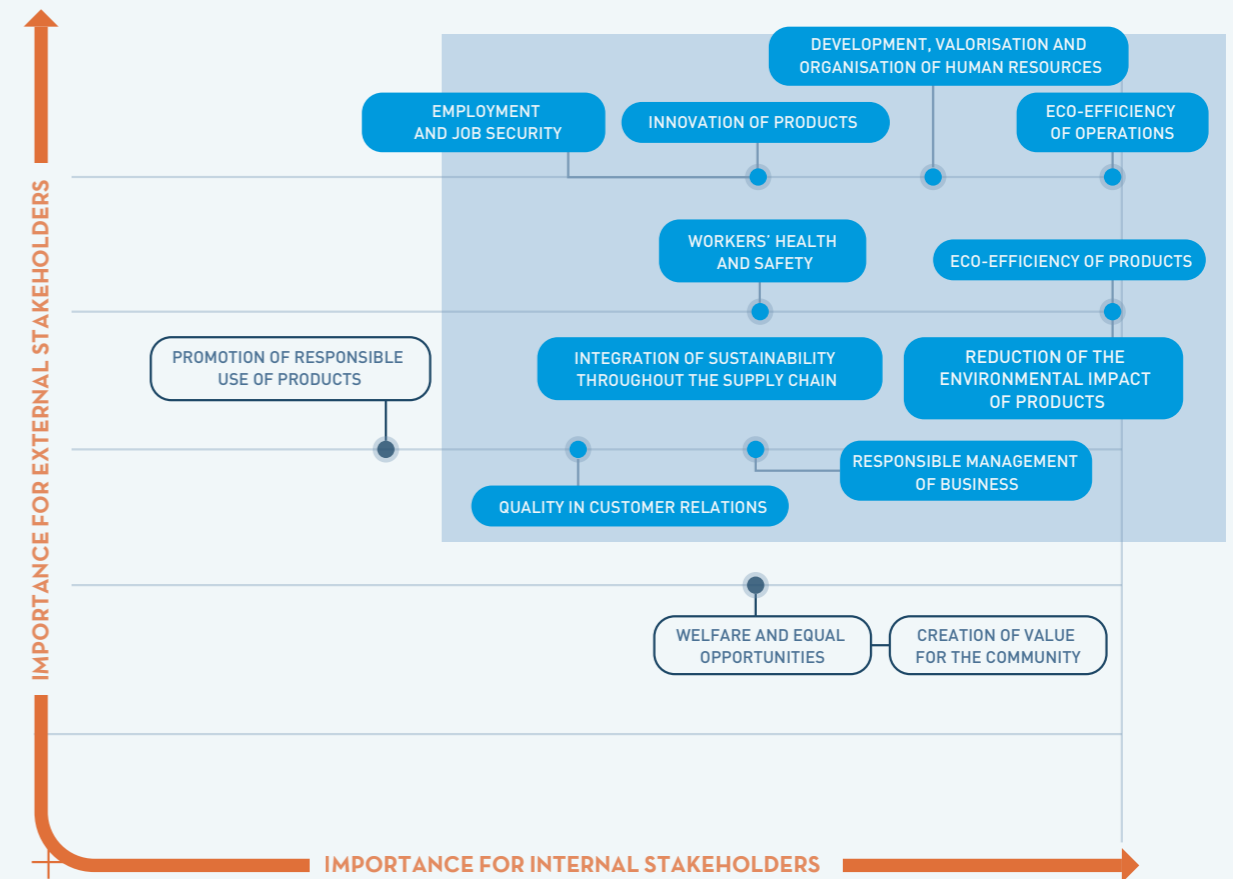 DEVELOPMENT, VALORISATION AND
ORGANISATION OF HUMAN RESOURCES
EMPLOYMENT
AND JOB SECURITY
INNOVATION OF PRODUCTS
ECO-EFFICIENCY
OF OPERATIONS
WORKERS' HEALTH
AND SAFETY
ECO-EFFICIENCY OF PRODUCTS
PROMOTION OF RESPONSIBLE
USE OF PRODUCTS
INTEGRATION OF SUSTAINABILITY
THROUGHOUT THE SUPPLY CHAIN
REDUCTION OF THE
ENVIRONMENTAL IMPACT
OF PRODUCTS
RESPONSIBLE MANAGEMENT
OF BUSINESS
QUALITY IN CUSTOMER RELATIONS
WELFARE AND EQUAL
OPPORTUNITIES
CREATION OF VALUE
FOR THE COMMUNITY
IMPORTANCE FOR EXTERNAL STAKEHOLDERS
IMPORTANCE FOR INTERNAL STAKEHOLDERS